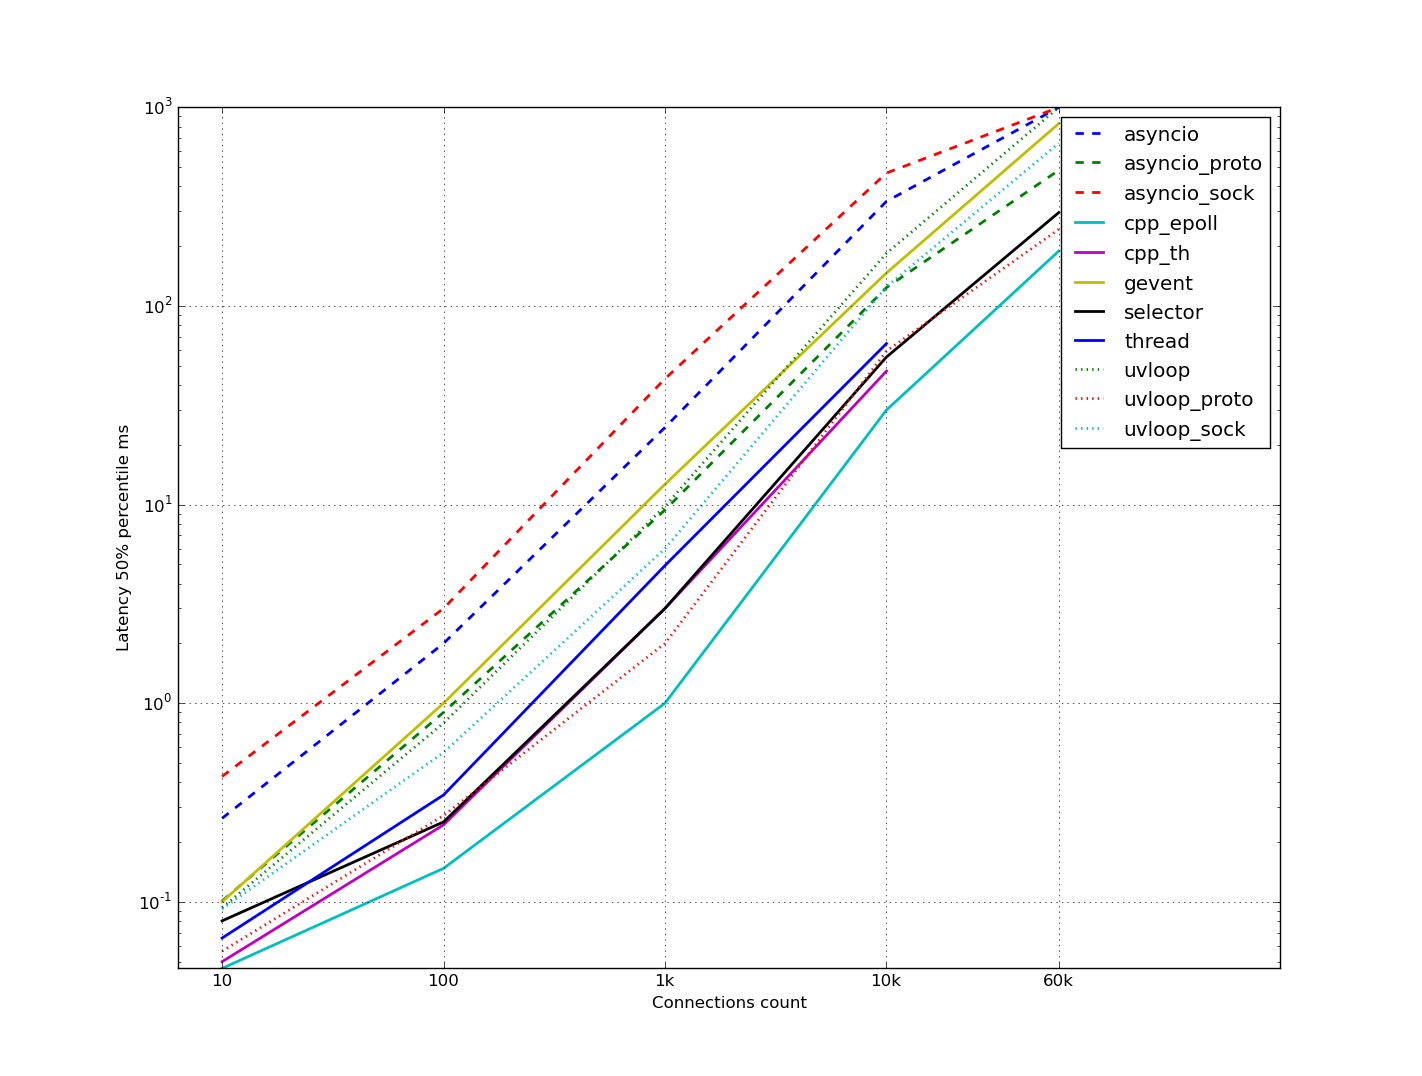 10³
10²
10¹
10⁰
10⁻¹
Latency 50% percentile ms
10 100 1k 10k 60k
Connections count
asyncio
asyncio_proto
asyncio_sock
cpp_epoll
cpp_th
gevent
selector
thread
uvloop
uvloop_proto
uvloop_sock